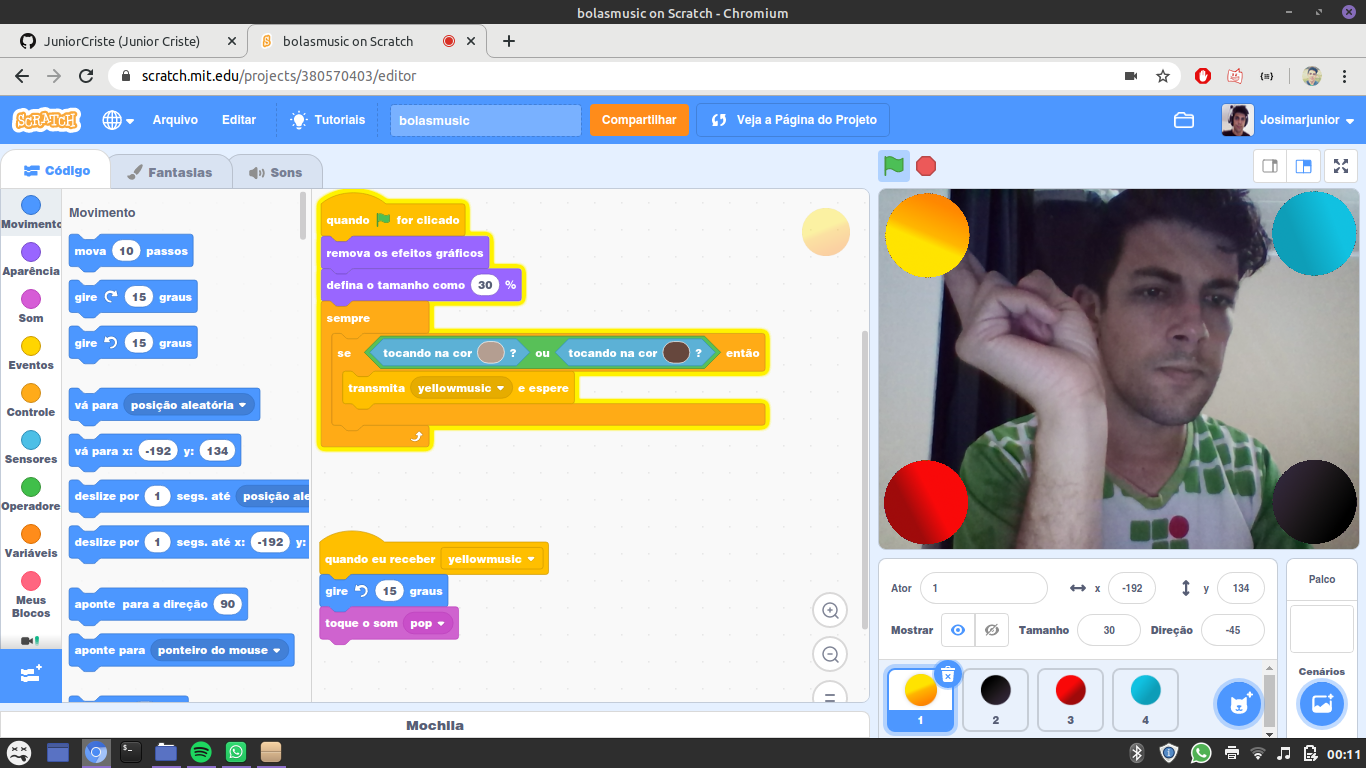 bolasmusic on Scratch - Chromium
JuniorCriste (Junior Criste)
bolasmusic on Scratch
scratch.mit.edu/projects/380570403/editor
SCRATCH
Arquivo
Editar
Tutoriais
bolasmusic
Compartilhar
Veja a Página do Projeto
Josimarjunior
Código
Fantasias
Sons
Movimento
Aparência
Som
Eventos
Controle
Sensores
Operadore
Variáveis
Meus
Blocos
Movimento
mova 10 passos
gire 15 graus
gire 15 graus
vá para posição aleatória
vá para x: -192 y: 134
deslize por 1 segs. até posição ale
deslize por 1 segs. até x: -192 y:
aponte para a direção 90
aponte para ponteiro do mouse
quando for clicado
remova os efeitos gráficos
defina o tamanho como 30 %
sempre
se tocando na cor ? ou tocando na cor ? então
transmita yellowmusic e espere
quando eu receber yellowmusic
gire 15 graus
toque o som pop
Mochila
Ator 1 x -192 y 134
Mostrar Tamanho 30 Direção -45
1
2
3
4
Palco
Cenários
00:11